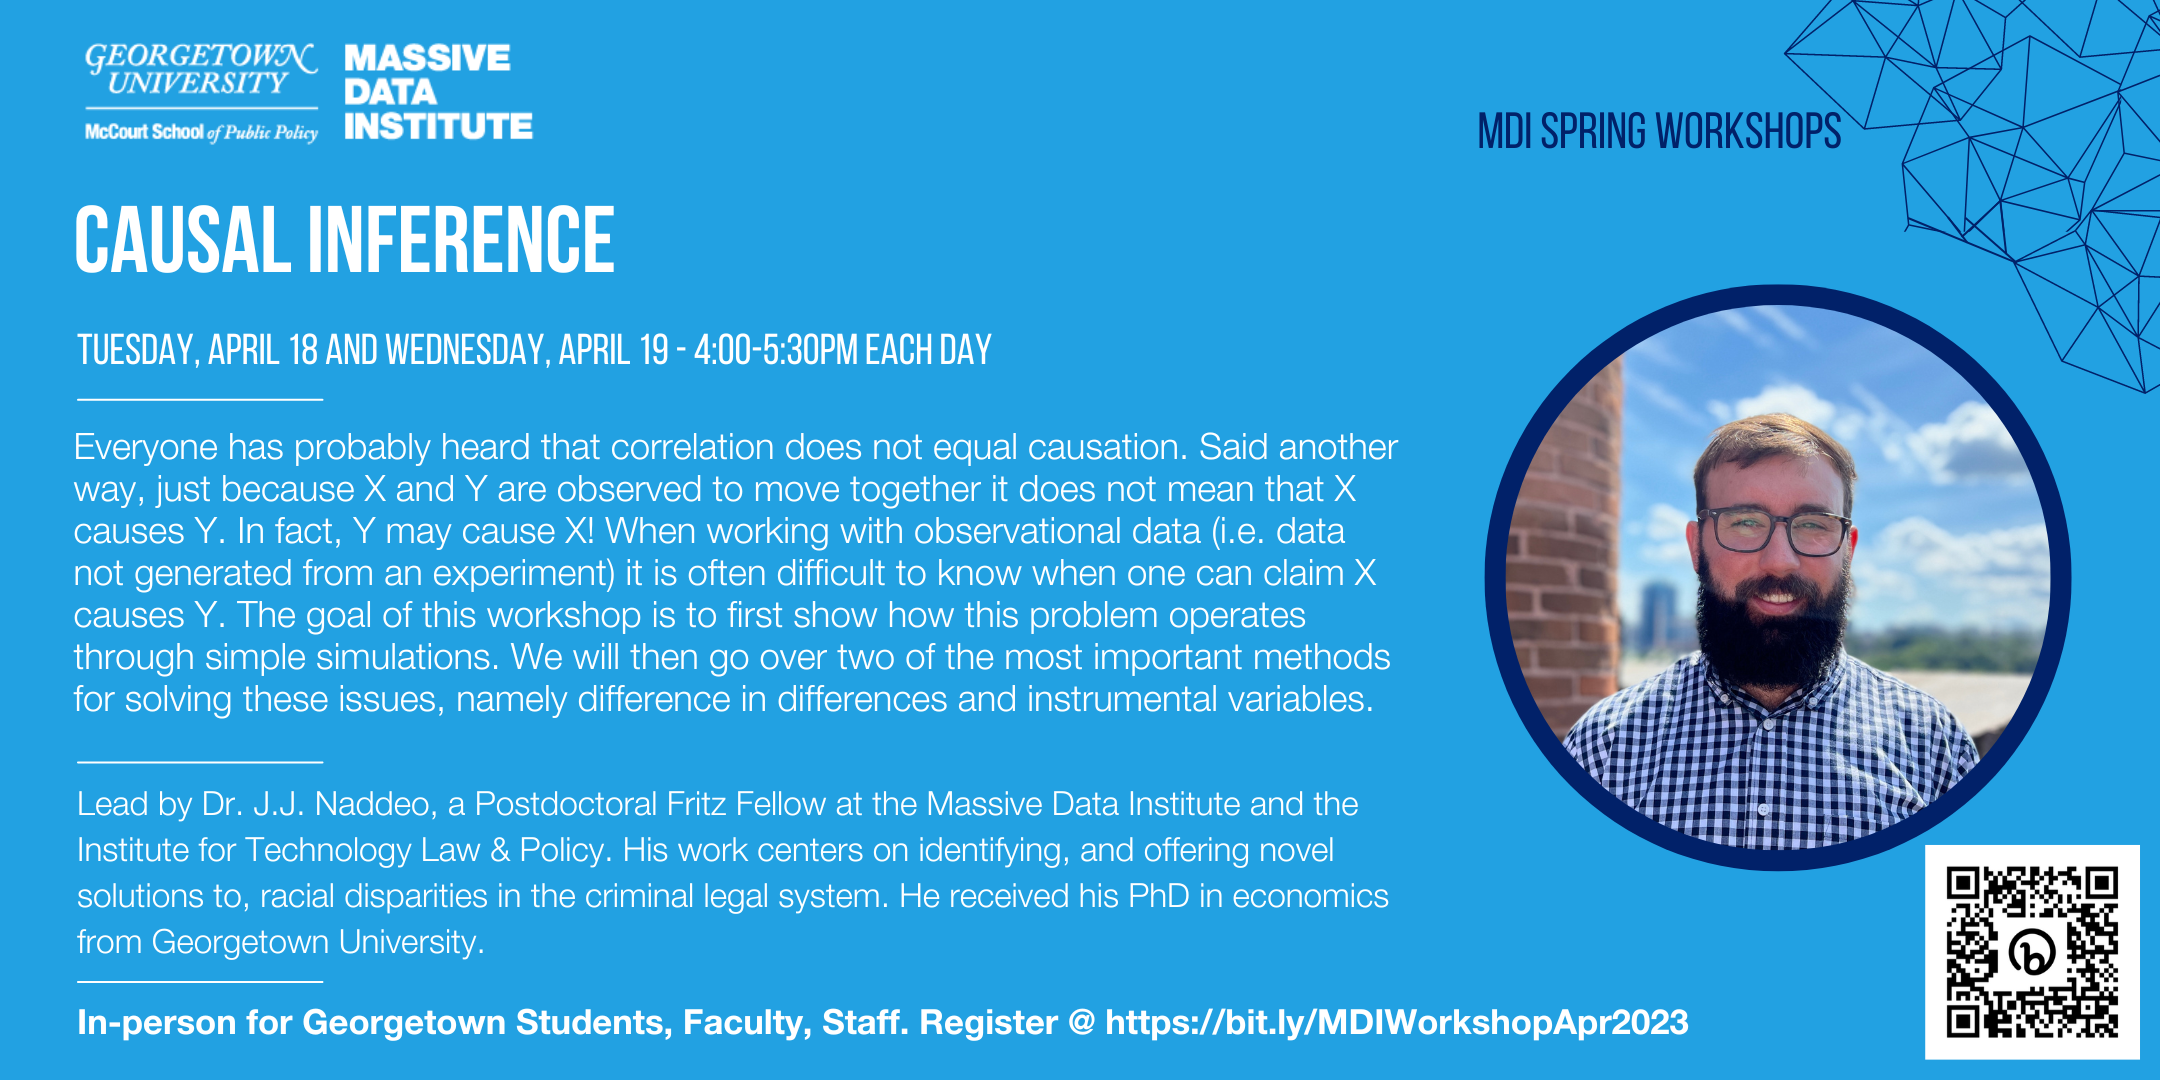 GEORGETOWN
UNIVERSITY
McCourt School of Public Policy
MASSIVE
DATA
INSTITUTE
MDI SPRING WORKSHOPS
CAUSAL INFERENCE
TUESDAY, APRIL 18 AND WEDNESDAY, APRIL 19 - 4:00-5:30PM EACH DAY
Everyone has probably heard that correlation does not equal causation. Said another
way, just because X and Y are observed to move together it does not mean that X
causes Y. In fact, Y may cause X! When working with observational data (i.e. data
not generated from an experiment) it is often difficult to know when one can claim X
causes Y. The goal of this workshop is to first show how this problem operates
through simple simulations. We will then go over two of the most important methods
for solving these issues, namely difference in differences and instrumental variables.
Lead by Dr. J.J. Naddeo, a Postdoctoral Fritz Fellow at the Massive Data Institute and the
Institute for Technology Law & Policy. His work centers on identifying, and offering novel
solutions to, racial disparities in the criminal legal system. He received his PhD in economics
from Georgetown University.
In-person for Georgetown Students, Faculty, Staff. Register @ https://bit.ly/MDIWorkshopApr2023
b